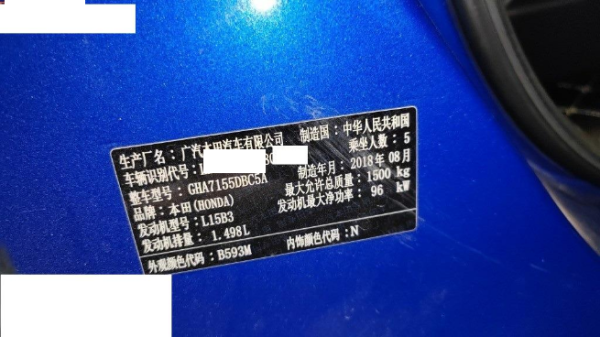 生产厂名：广汽本田汽车有限公司 制造国：中华人民共和国
车辆识别代号： 乘坐人数：5
整车型号：GHA7155DBC5A 制造年月：2018年08月
品牌：本田(HONDA) 最大允许总质量：1500 kg
发动机型号：L15B3 发动机最大净功率：96 kW
发动机排量：1.498L
外观颜色代码：B593M 内饰颜色代码：N